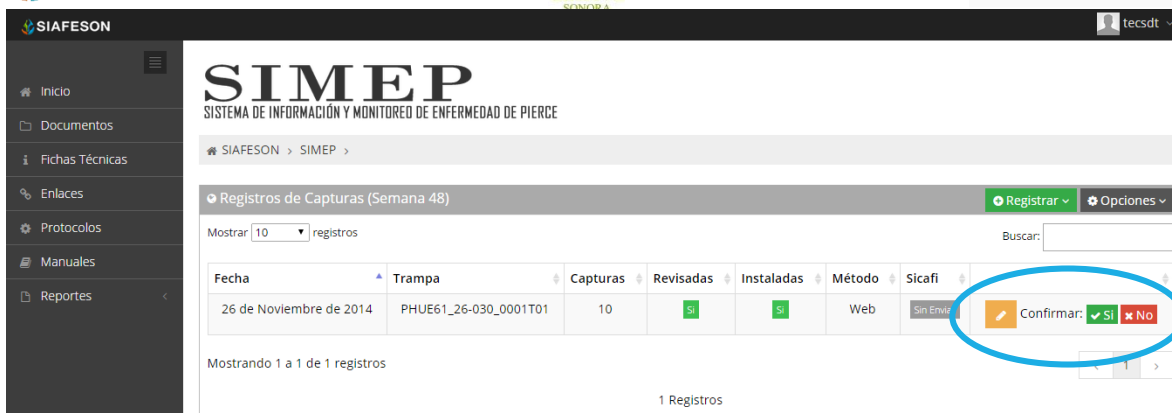 SONORA
SIAFESON
tecsdt
Inicio
Documentos
Fichas Técnicas
Enlaces
Protocolos
Manuales
Reportes
SIMEP
SISTEMA DE INFORMACIÓN Y MONITOREO DE ENFERMEDAD DE PIERCE
SIAFESON > SIMEP >
Registros de Capturas (Semana 48)
Registrar
Opciones
Mostrar 10 registros
Buscar:
Fecha Trampa Capturas Revisadas Instaladas Método Sicafi
26 de Noviembre de 2014 PHUE61_26-030_0001T01 10 Si Si Web Sin Enviar Confirmar: Si No
Mostrando 1 a 1 de 1 registros
< 1 >
1 Registros